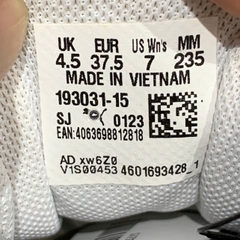 UK EUR US Wn's MM
4.5 37.5 7 235
MADE IN VIETNAM
193031-15
SJ 0123
EAN:4063698812818
AD xw6Z0
V1S00453 4601693428_1